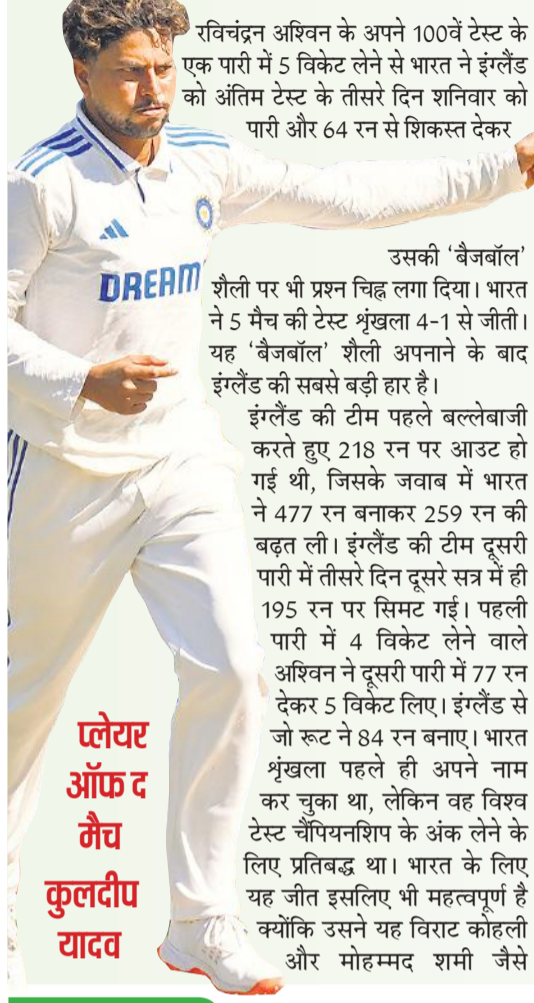 रविचंद्रन अश्विन के अपने 100वें टेस्ट के
एक पारी में 5 विकेट लेने से भारत ने इंग्लैंड
को अंतिम टेस्ट के तीसरे दिन शनिवार को
पारी और 64 रन से शिकस्त देकर
उसकी ‘बैजबॉल’
शैली पर भी प्रश्न चिह्न लगा दिया। भारत
ने 5 मैच की टेस्ट शृंखला 4-1 से जीती।
यह ‘बैजबॉल’ शैली अपनाने के बाद
इंग्लैंड की सबसे बड़ी हार है।
इंग्लैंड की टीम पहले बल्लेबाजी
करते हुए 218 रन पर आउट हो
गई थी, जिसके जवाब में भारत
ने 477 रन बनाकर 259 रन की
बढ़त ली। इंग्लैंड की टीम दूसरी
पारी में तीसरे दिन दूसरे सत्र में ही
195 रन पर सिमट गई। पहली
पारी में 4 विकेट लेने वाले
अश्विन ने दूसरी पारी में 77 रन
देकर 5 विकेट लिए। इंग्लैंड से
जो रूट ने 84 रन बनाए। भारत
शृंखला पहले ही अपने नाम
कर चुका था, लेकिन वह विश्व
टेस्ट चैंपियनशिप के अंक लेने के
लिए प्रतिबद्ध था। भारत के लिए
यह जीत इसलिए भी महत्वपूर्ण है
क्योंकि उसने यह विराट कोहली
और मोहम्मद शमी जैसे
DREAM
प्लेयर
ऑफ द
मैच
कुलदीप
यादव